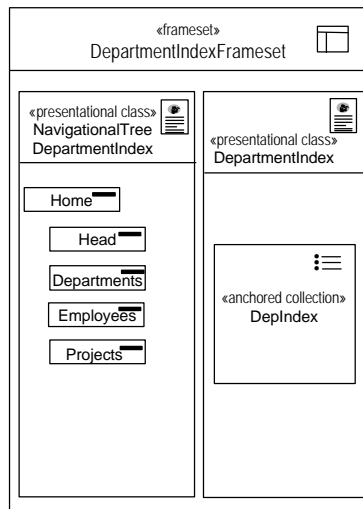 «frameset»
DepartmentIndexFrameset
«presentational class»
NavigationalTree
DepartmentIndex
Home
Head
Departments
Employees
Projects
«presentational class»
DepartmentIndex
«anchored collection»
DepIndex